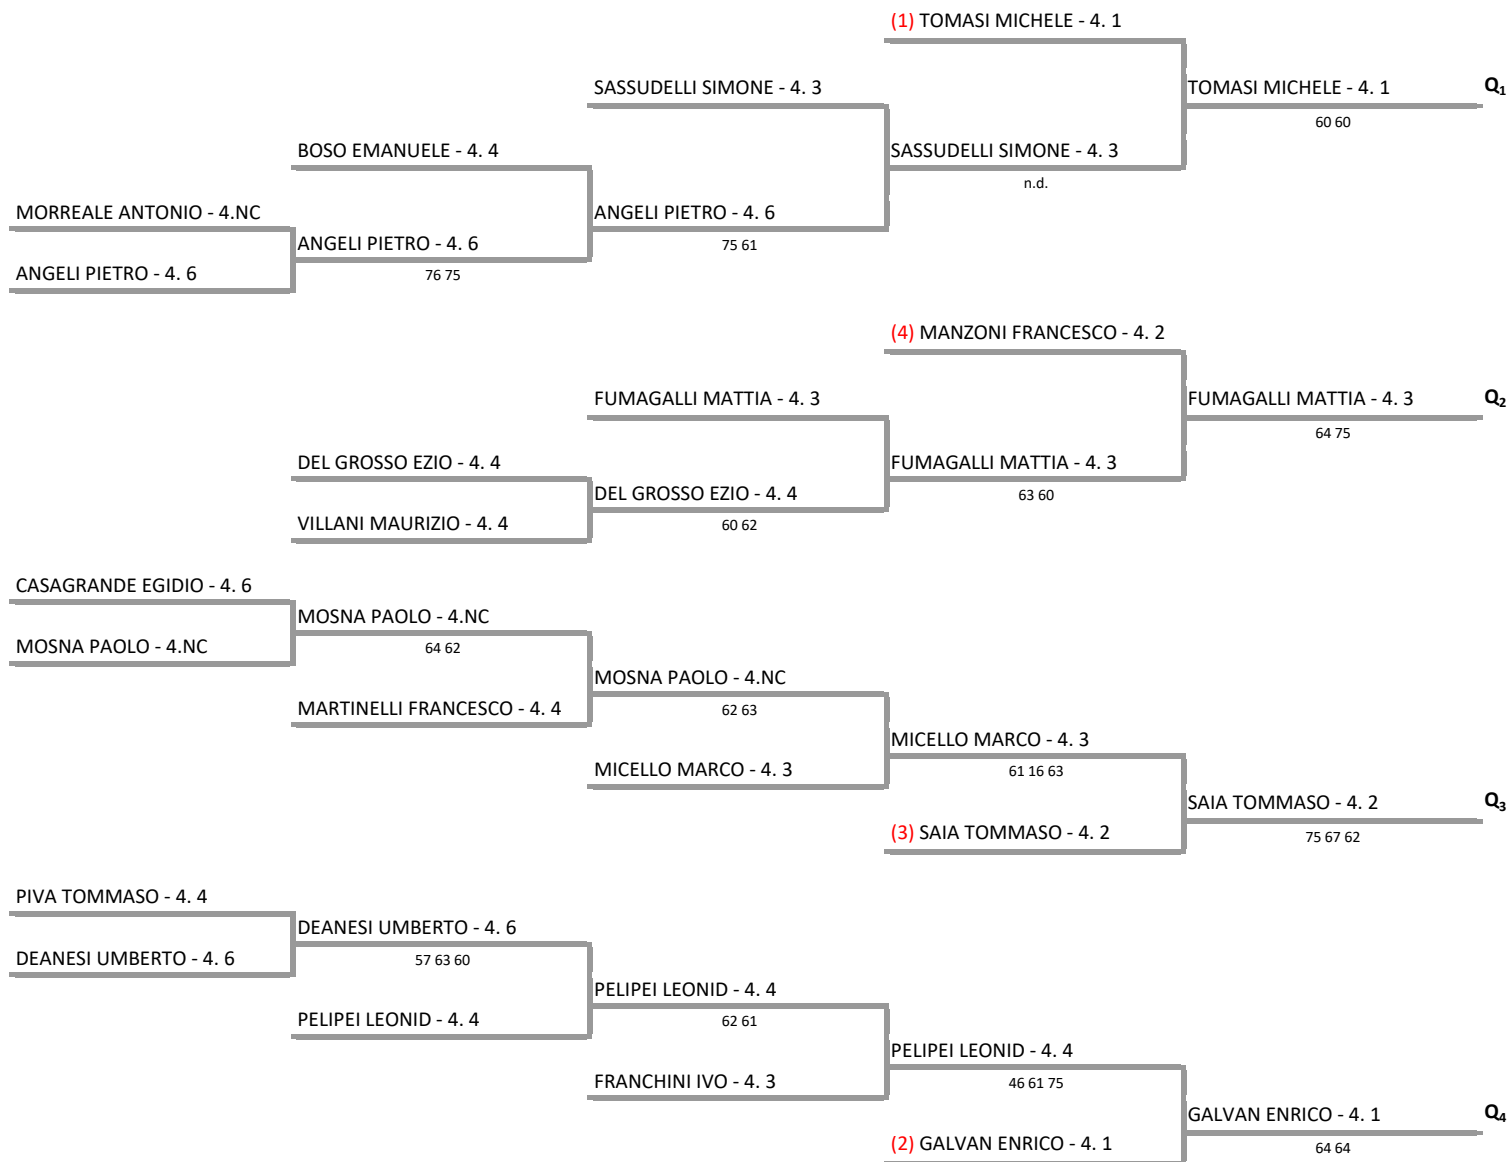 (1) TOMASI MICHELE - 4. 1
SASSUDELLI SIMONE - 4. 3
TOMASI MICHELE - 4. 1
Q1
60 60
BOSO EMANUELE - 4. 4
SASSUDELLI SIMONE - 4. 3
n.d.
MORREALE ANTONIO - 4.NC
ANGELI PIETRO - 4. 6
ANGELI PIETRO - 4. 6
75 61
ANGELI PIETRO - 4. 6
76 75
(4) MANZONI FRANCESCO - 4. 2
FUMAGALLI MATTIA - 4. 3
FUMAGALLI MATTIA - 4. 3
Q2
64 75
DEL GROSSO EZIO - 4. 4
FUMAGALLI MATTIA - 4. 3
63 60
DEL GROSSO EZIO - 4. 4
VILLANI MAURIZIO - 4. 4
60 62
CASAGRANDE EGIDIO - 4. 6
MOSNA PAOLO - 4.NC
MOSNA PAOLO - 4.NC
64 62
MOSNA PAOLO - 4.NC
MARTINELLI FRANCESCO - 4. 4
62 63
MICELLO MARCO - 4. 3
MICELLO MARCO - 4. 3
61 16 63
SAIA TOMMASO - 4. 2
Q3
(3) SAIA TOMMASO - 4. 2
75 67 62
PIVA TOMMASO - 4. 4
DEANESI UMBERTO - 4. 6
DEANESI UMBERTO - 4. 6
57 63 60
PELIPEI LEONID - 4. 4
PELIPEI LEONID - 4. 4
62 61
PELIPEI LEONID - 4. 4
FRANCHINI IVO - 4. 3
46 61 75
GALVAN ENRICO - 4. 1
Q4
(2) GALVAN ENRICO - 4. 1
64 64